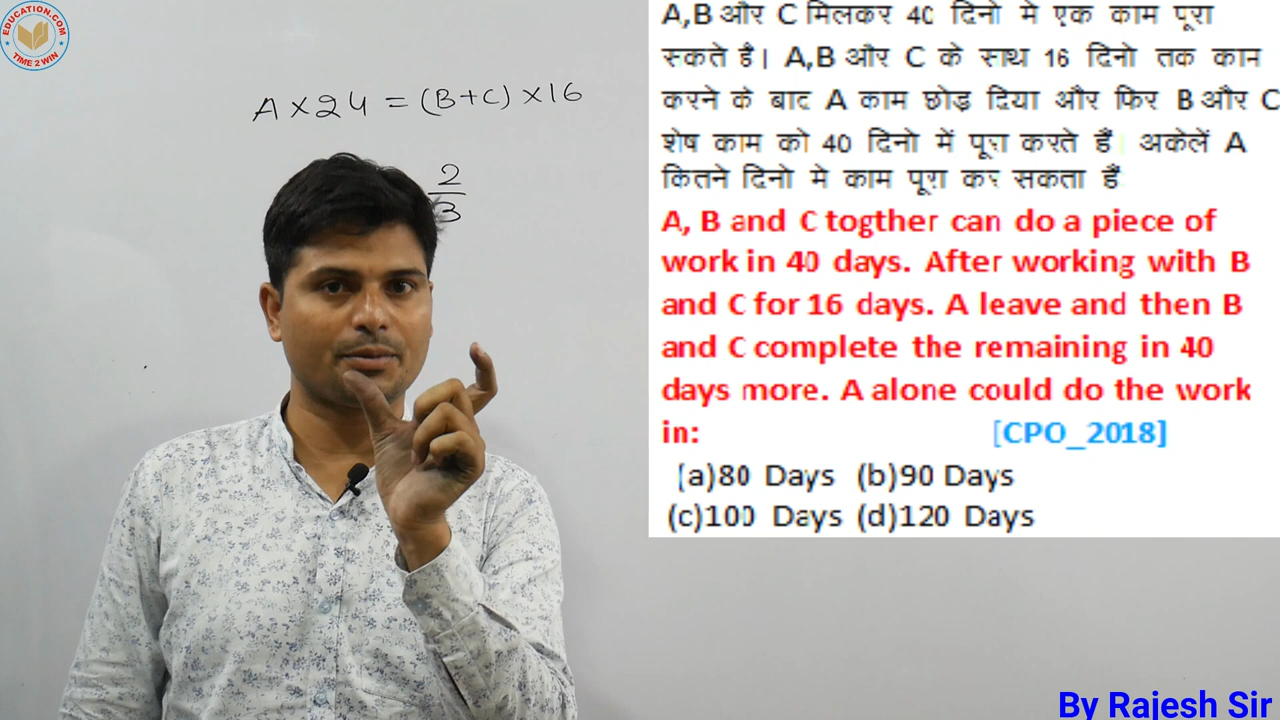 EDUCATION.COM
TIME 2 WIN
A × 24 = (B+C) × 16
2
3
A,B और C मिलकर 40 दिनो मे एक काम पूरा
सकते है। A,B और C के साथ 16 दिनो तक काम
करने के बाद A काम छोड़ दिया और फिर B और C
शेष काम को 40 दिनो में पूरा करते हैं। अकेलें A
कितने दिनो मे काम पूरा कर सकता हैं
A, B and C togther can do a piece of
work in 40 days. After working with B
and C for 16 days. A leave and then B
and C complete the remaining in 40
days more. A alone could do the work
in: [CPO_2018]
(a)80 Days (b)90 Days
(c)100 Days (d)120 Days
By Rajesh Sir